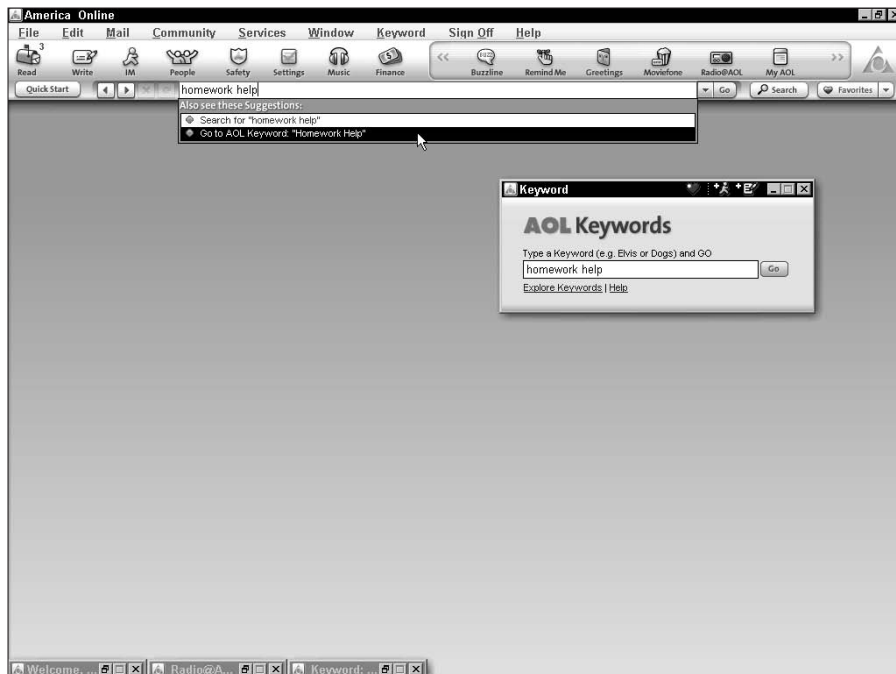 America Online
File Edit Mail Community Services Window Keyword Sign Off Help
3
Read Write IM People Safety Settings Music Finance << Buzzline Remind Me Greetings Moviefone Radio@AOL My AOL >>
Quick Start homework help Go Search Favorites
Also see these Suggestions:
Search for "homework help"
Go to AOL Keyword: "Homework Help"
Keyword
AOL Keywords
Type a Keyword (e.g. Elvis or Dogs) and GO
homework help Go
Explore Keywords | Help
Welcome, ... Radio@A... Keyword: ...